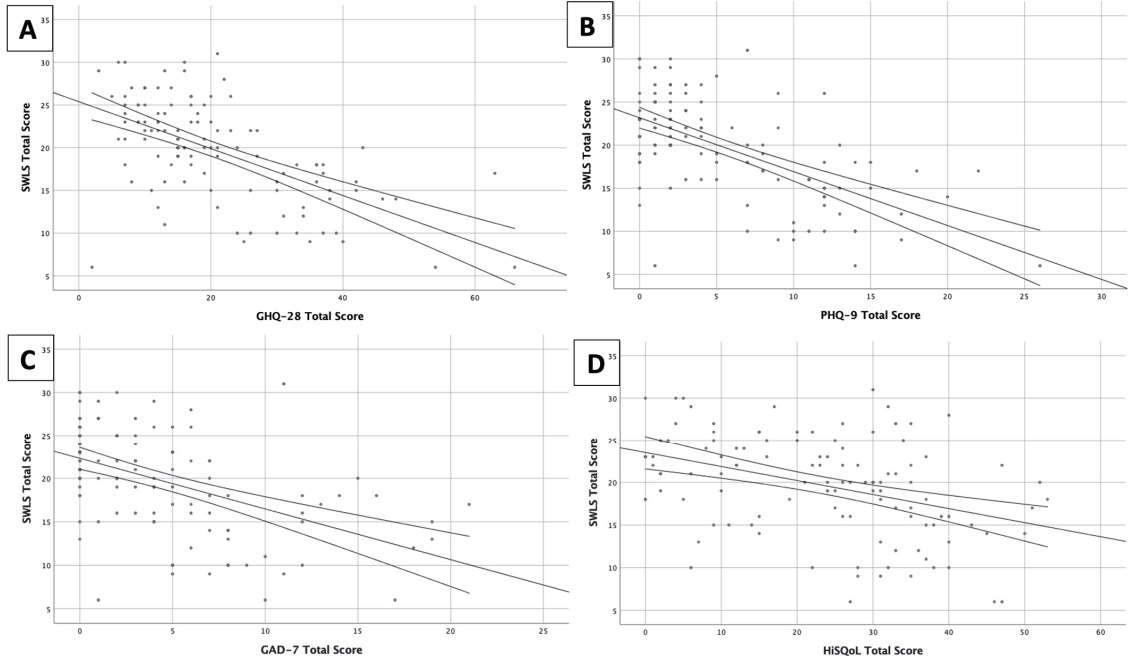 A
35
30
25
20
15
10
5
SWLS Total Score
0 20 40 60
GHQ-28 Total Score
B
35
30
25
20
15
10
5
SWLS Total Score
0 5 10 15 20 25 30
PHQ-9 Total Score
C
35
30
25
20
15
10
5
SWLS Total Score
0 5 10 15 20 25
GAD-7 Total Score
D
35
30
25
20
15
10
5
SWLS Total Score
0 10 20 30 40 50 60
HiSQoL Total Score